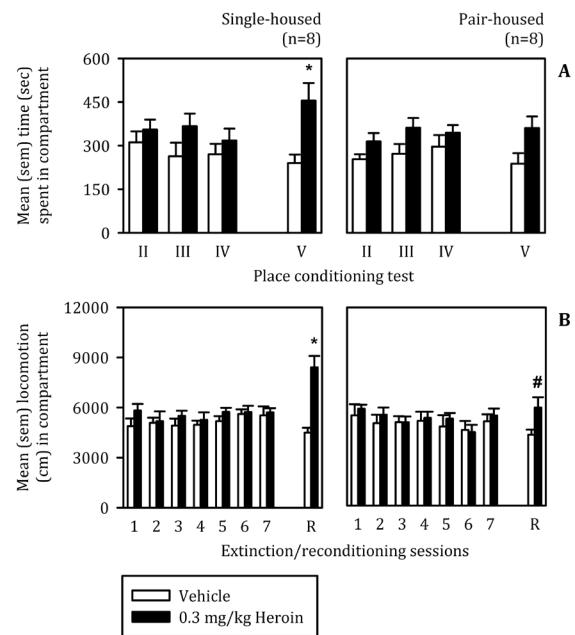 Single-housed
(n=8)
Pair-housed
(n=8)
A
Mean (sem) time (sec)
spent in compartment
600
450
300
150
0
*
II III IV V
II III IV V
Place conditioning test
B
Mean (sem) locomotion
(cm) in compartment
12000
9000
6000
3000
0
*
#
1 2 3 4 5 6 7 R
1 2 3 4 5 6 7 R
Extinction/reconditioning sessions
Vehicle
0.3 mg/kg Heroin